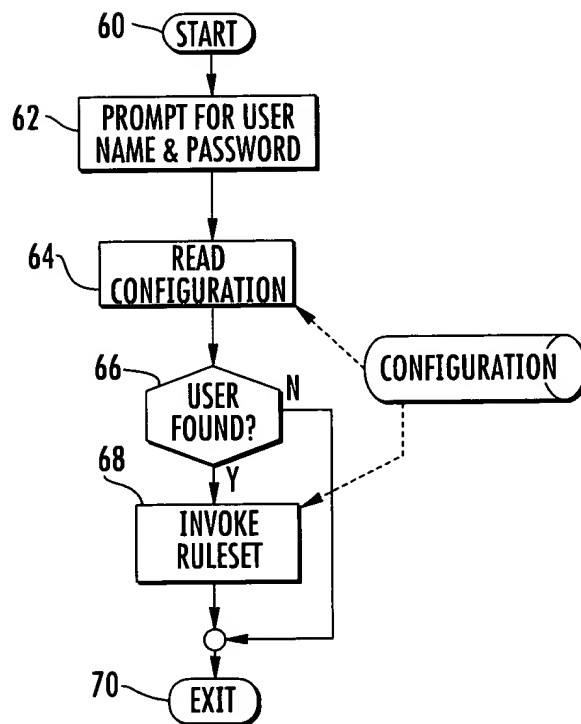 60
START
62
PROMPT FOR USER
NAME & PASSWORD
64
READ
CONFIGURATION
CONFIGURATION
66
USER
FOUND?
N
Y
68
INVOKE
RULESET
70
EXIT